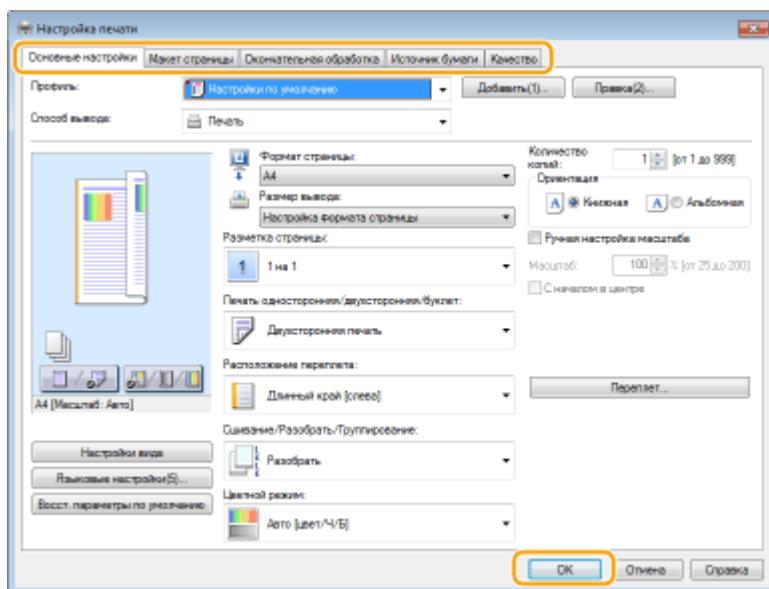 Настройка печати
Основные настройки Макет страницы Окончательная обработка Источник бумаги Качество
Профиль: Настройки по умолчанию Добавить(1)... Правка(2)...
Способ вывода: Печать
Формат страницы:
A4
Размер вывода:
Настройка формата страницы
Разметка страницы:
1 1 на 1
Печать односторонняя/двухсторонняя/буклет:
Двухсторонняя печать
Расположение переплета:
Длинный край [слева]
Сшивание/Разобрать/Группирование:
Разобрать
Цветной режим:
Авто [цвет/Ч/Б]
Количество копий: 1 [от 1 до 999]
Ориентация
A Книжная A Альбомная
Ручная настройка масштаба
Масштаб: 100 % [от 25 до 200]
С началом в центре
Переплет...
A4 [Масштаб: Авто]
Настройки вида
Языковые настройки(5)...
Восст. параметры по умолчанию
OK Отмена Справка